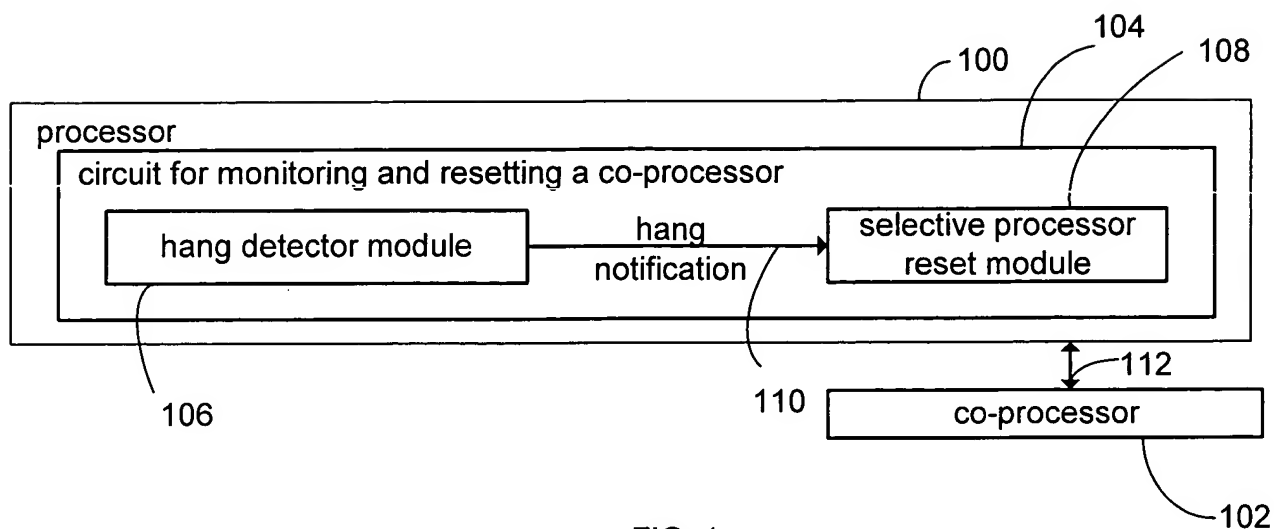 104
100
108
processor
circuit for monitoring and resetting a co-processor
hang detector module
hang
notification
selective processor
reset module
112
106
110
co-processor
102